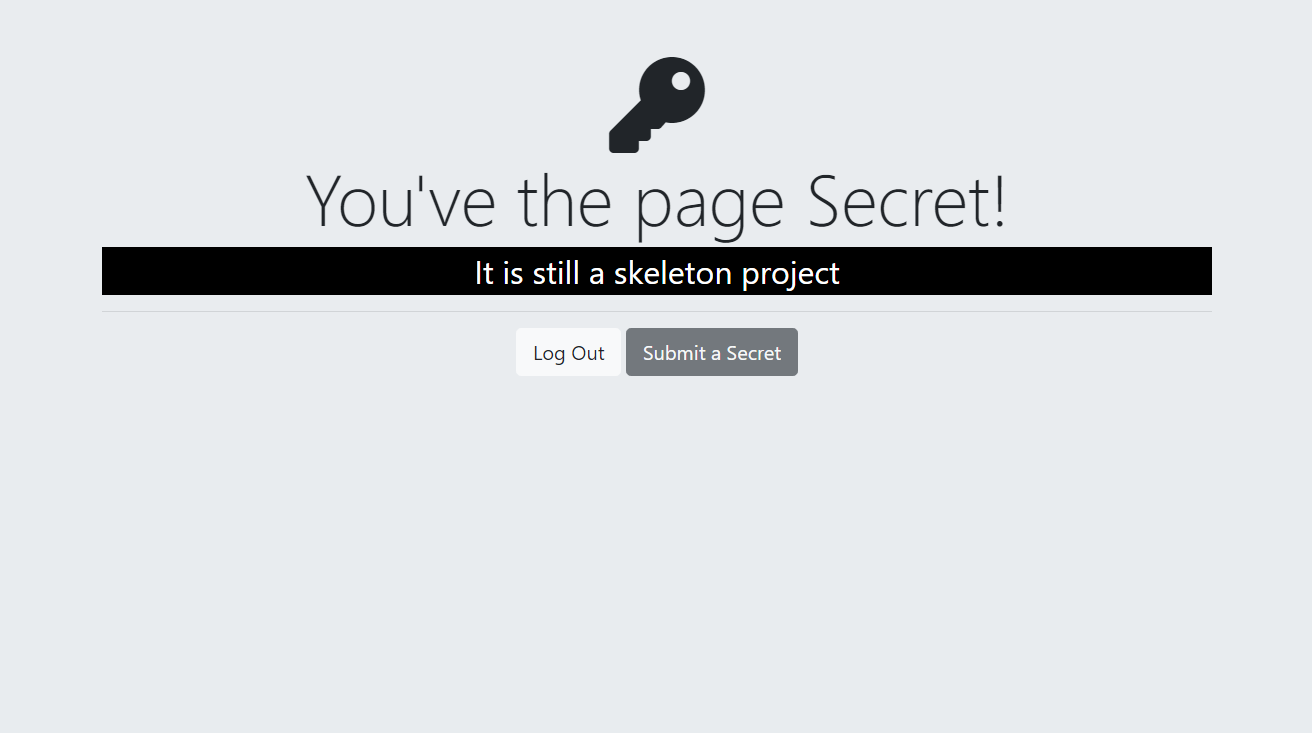 You've the page Secret!
It is still a skeleton project
Log Out Submit a Secret